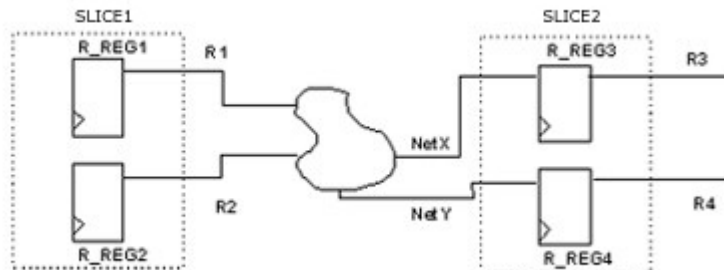 SLICE1
SLICE2
R_REG1
R1
R_REG3
R3
NetX
R2
NetY
R4
R_REG2
R_REG4